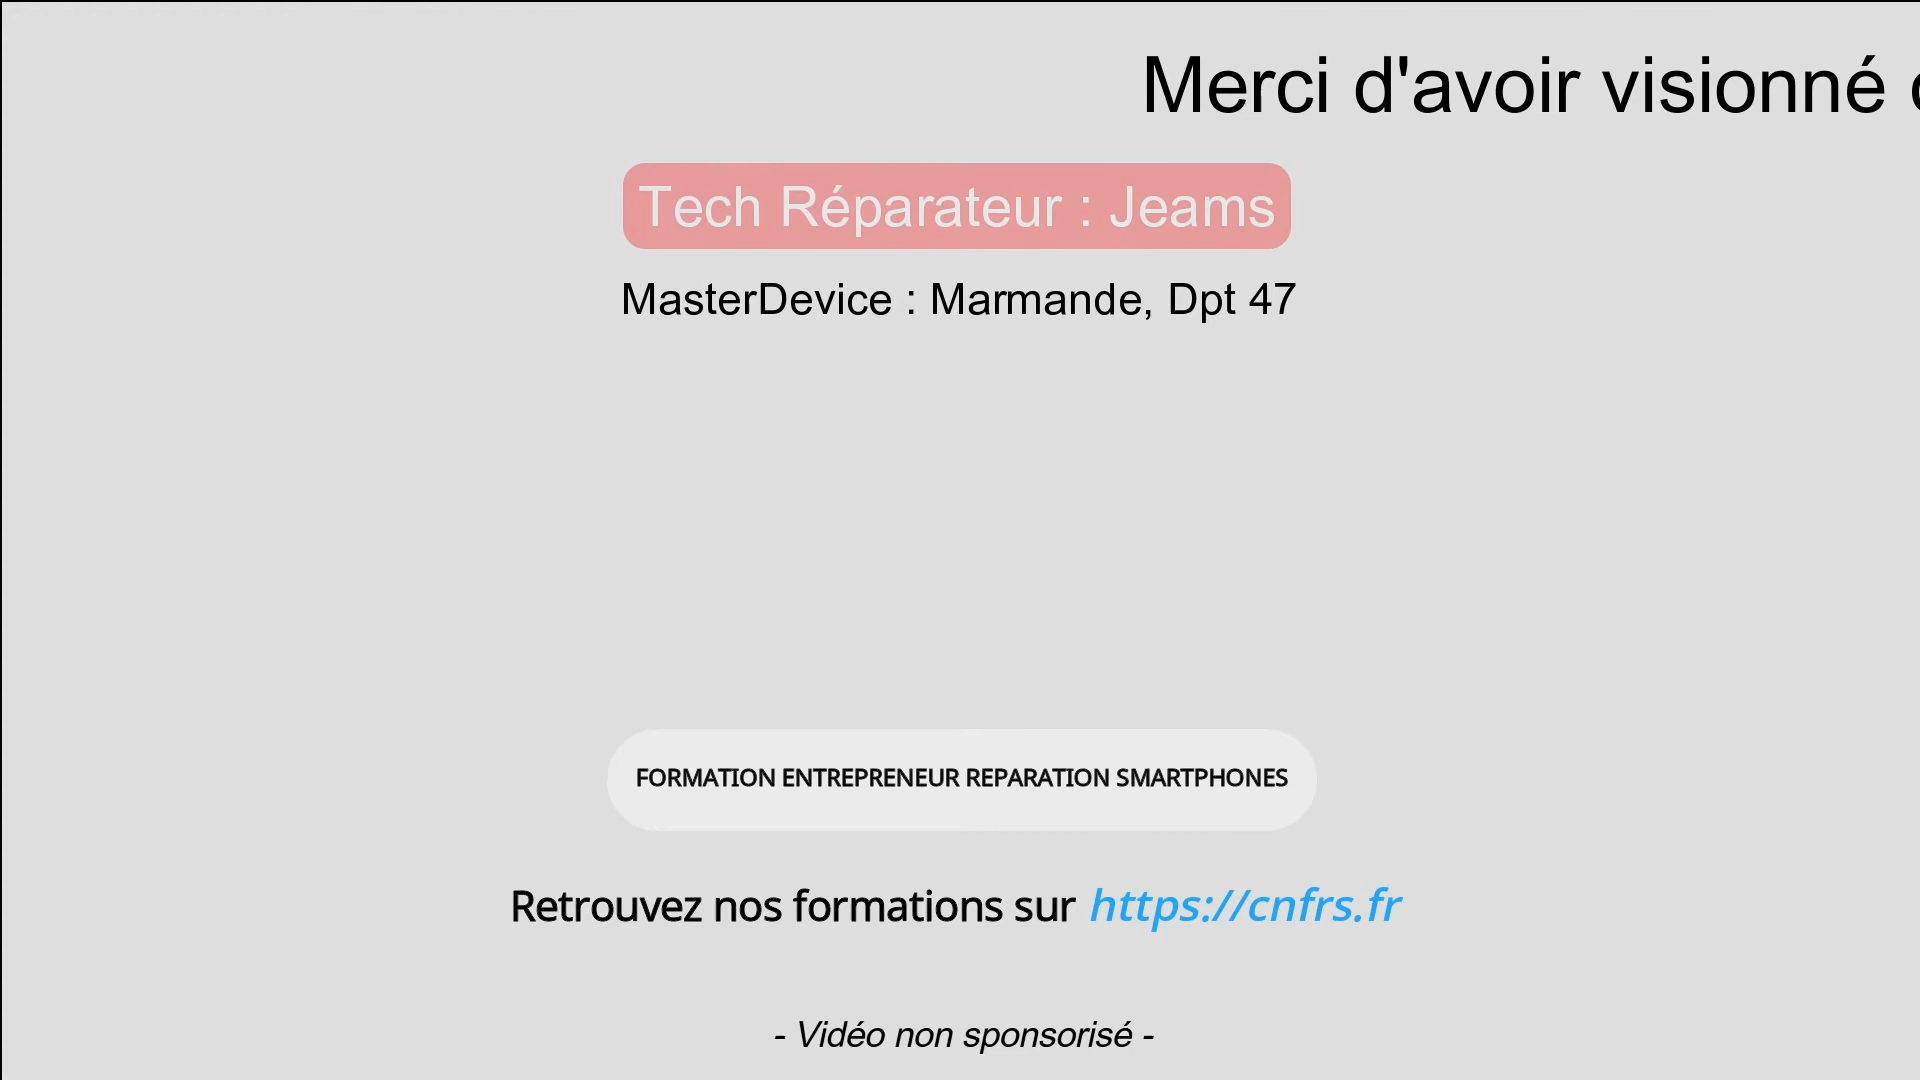 Merci d'avoir visionné
Tech Réparateur : Jeams
MasterDevice : Marmande, Dpt 47
FORMATION ENTREPRENEUR REPARATION SMARTPHONES
Retrouvez nos formations sur https://cnfrs.fr
- Vidéo non sponsorisé -